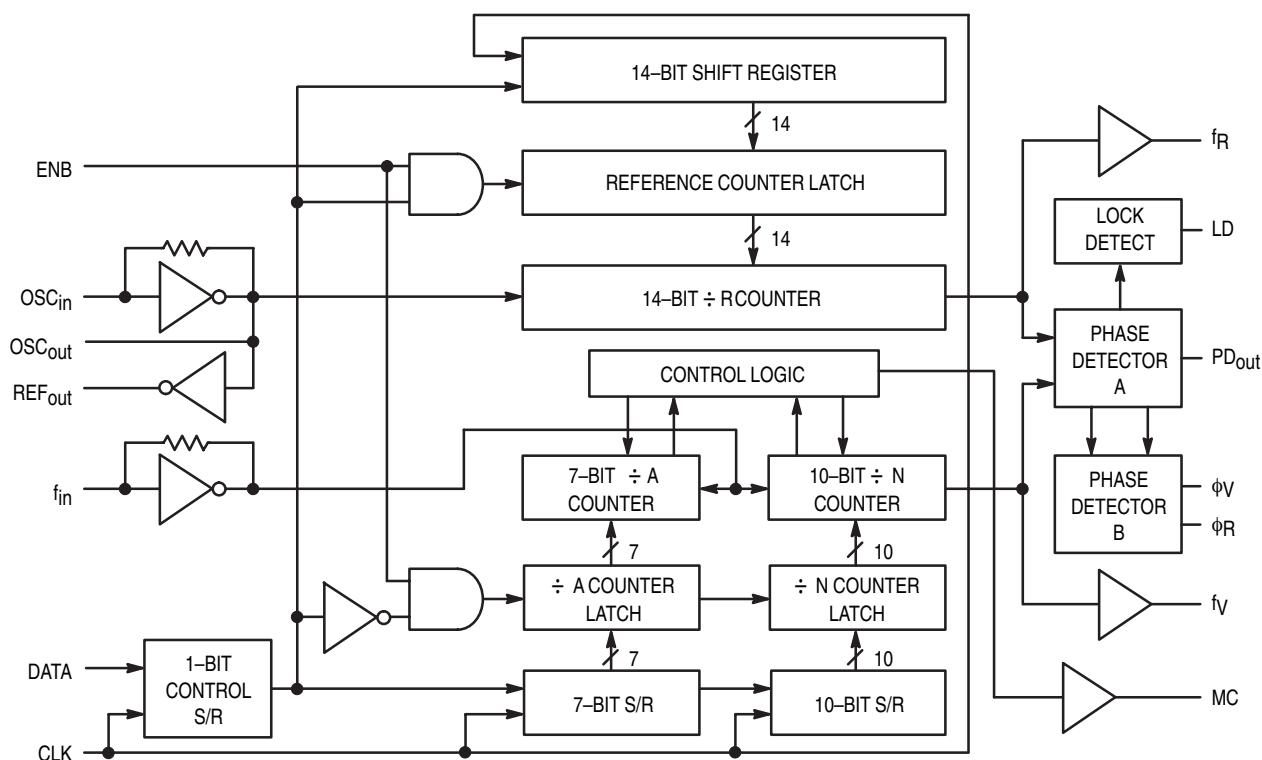 14–BIT SHIFT REGISTER
14
ENB
REFERENCE COUNTER LATCH
fR
14
LOCK
DETECT
LD
OSCin
14-BIT ÷ R COUNTER
OSCout
REFout
CONTROL LOGIC
PHASE
DETECTOR
A
PDout
fin
7–BIT ÷ A
COUNTER
10–BIT ÷ N
COUNTER
PHASE
DETECTOR
B
ϕV
ϕR
7
10
÷ A COUNTER
LATCH
÷ N COUNTER
LATCH
fV
7
10
DATA
1–BIT
CONTROL
S/R
7–BIT S/R
10–BIT S/R
MC
CLK